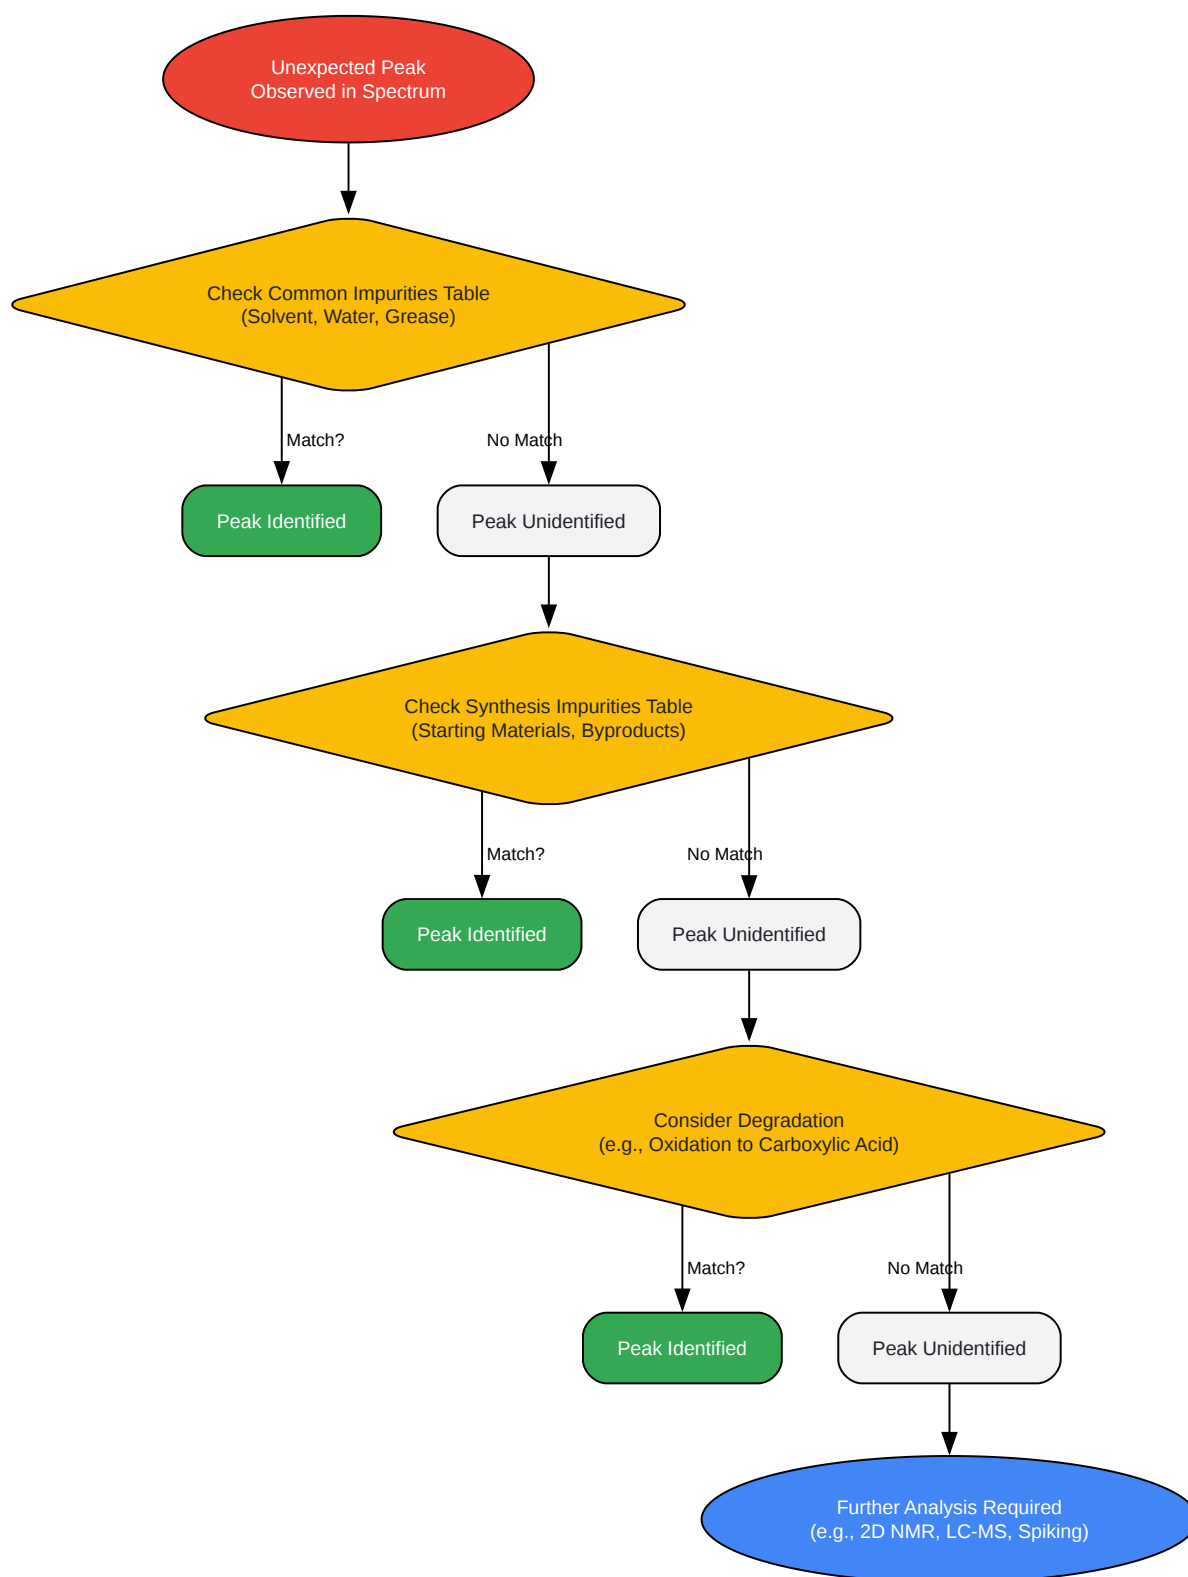 Unexpected Peak
Observed in Spectrum
Check Common Impurities Table
(Solvent, Water, Grease)
Match?
No Match
Peak Identified
Peak Unidentified
Check Synthesis Impurities Table
(Starting Materials, Byproducts)
Match?
No Match
Peak Identified
Peak Unidentified
Consider Degradation
(e.g., Oxidation to Carboxylic Acid)
Match?
No Match
Peak Identified
Peak Unidentified
Further Analysis Required
(e.g., 2D NMR, LC-MS, Spiking)